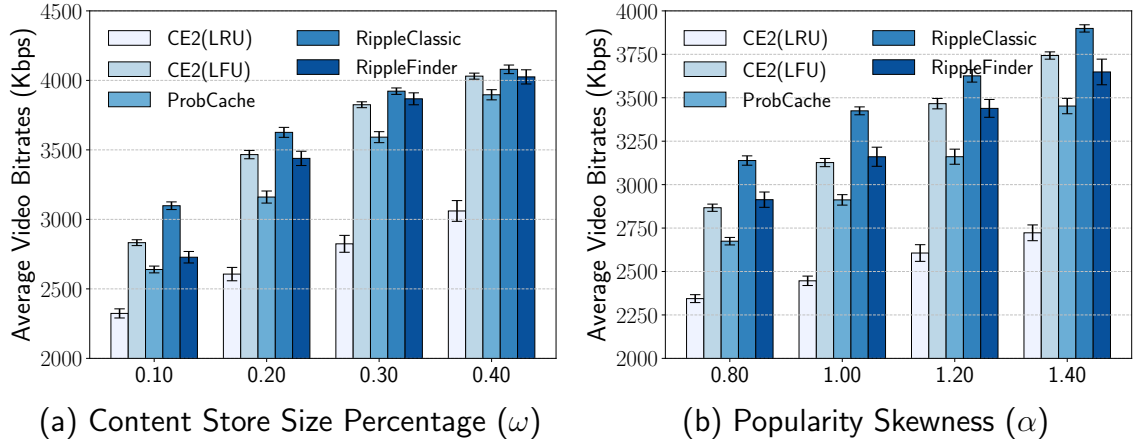 Average Video Bitrates (Kbps)
4500
4000
3500
3000
2500
2000
CE2(LRU)
CE2(LFU)
ProbCache
RippleClassic
RippleFinder
0.10 0.20 0.30 0.40
(a) Content Store Size Percentage (ω)
Average Video Bitrates (Kbps)
4000
3750
3500
3250
3000
2750
2500
2250
2000
CE2(LRU)
CE2(LFU)
ProbCache
RippleClassic
RippleFinder
0.80 1.00 1.20 1.40
(b) Popularity Skewness (α)